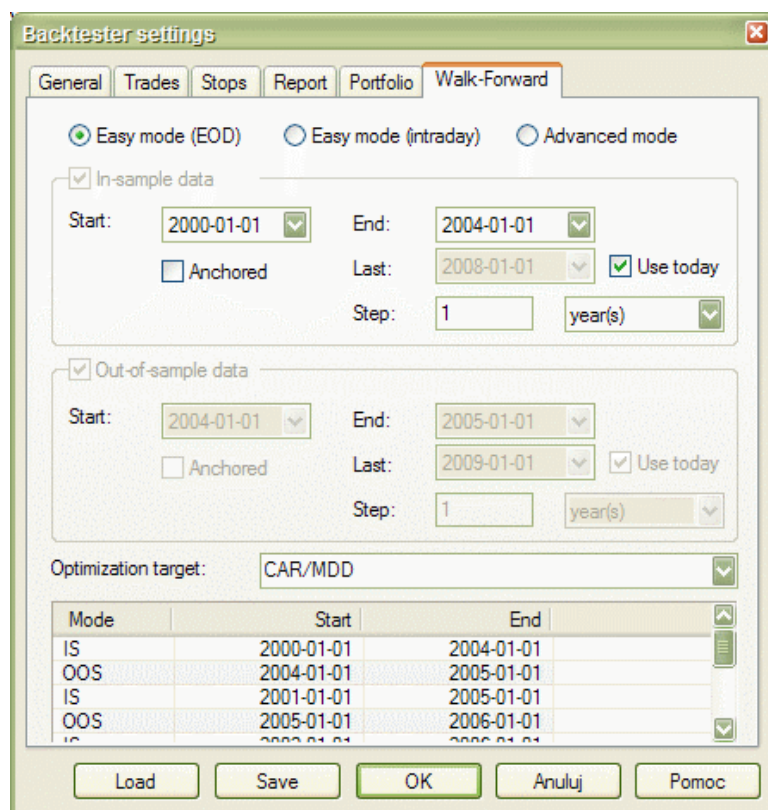 Backtester settings
General Trades Stops Report Portfolio Walk-Forward
Easy mode (EOD) Easy mode (intraday) Advanced mode
In-sample data
Start: 2000-01-01 End: 2004-01-01
Anchored Last: 2008-01-01 Use today
Step: 1 year(s)
Out-of-sample data
Start: 2004-01-01 End: 2005-01-01
Anchored Last: 2009-01-01 Use today
Step: 1 year(s)
Optimization target: CAR/MDD
Mode Start End
IS 2000-01-01 2004-01-01
OOS 2004-01-01 2005-01-01
IS 2001-01-01 2005-01-01
OOS 2005-01-01 2006-01-01
Load Save OK Anuluj Pomoc